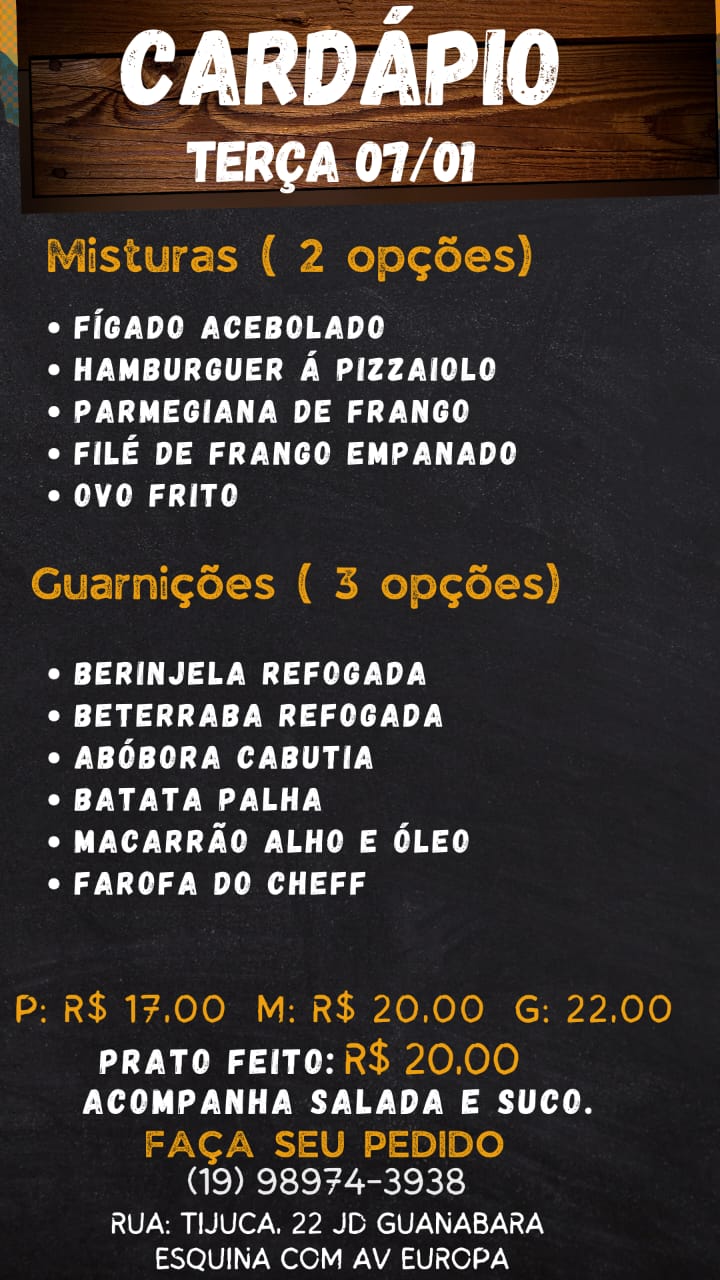 CARDÁPIO
TERÇA 07/01
Misturas ( 2 opções)
• FÍGADO ACEBOLADO
• HAMBURGUER Á PIZZAIOLO
• PARMEGIANA DE FRANGO
• FILÉ DE FRANGO EMPANADO
• OVO FRITO
Guarnições ( 3 opções)
• BERINJELA REFOGADA
• BETERRABA REFOGADA
• ABÓBORA CABUTIA
• BATATA PALHA
• MACARRÃO ALHO E ÓLEO
• FAROFA DO CHEFF
P: R$ 17,00 M: R$ 20,00 G: 22,00
PRATO FEITO: R$ 20,00
ACOMPANHA SALADA E SUCO.
FAÇA SEU PEDIDO
(19) 98974-3938
RUA: TIJUCA, 22 JD GUANABARA
ESQUINA COM AV EUROPA